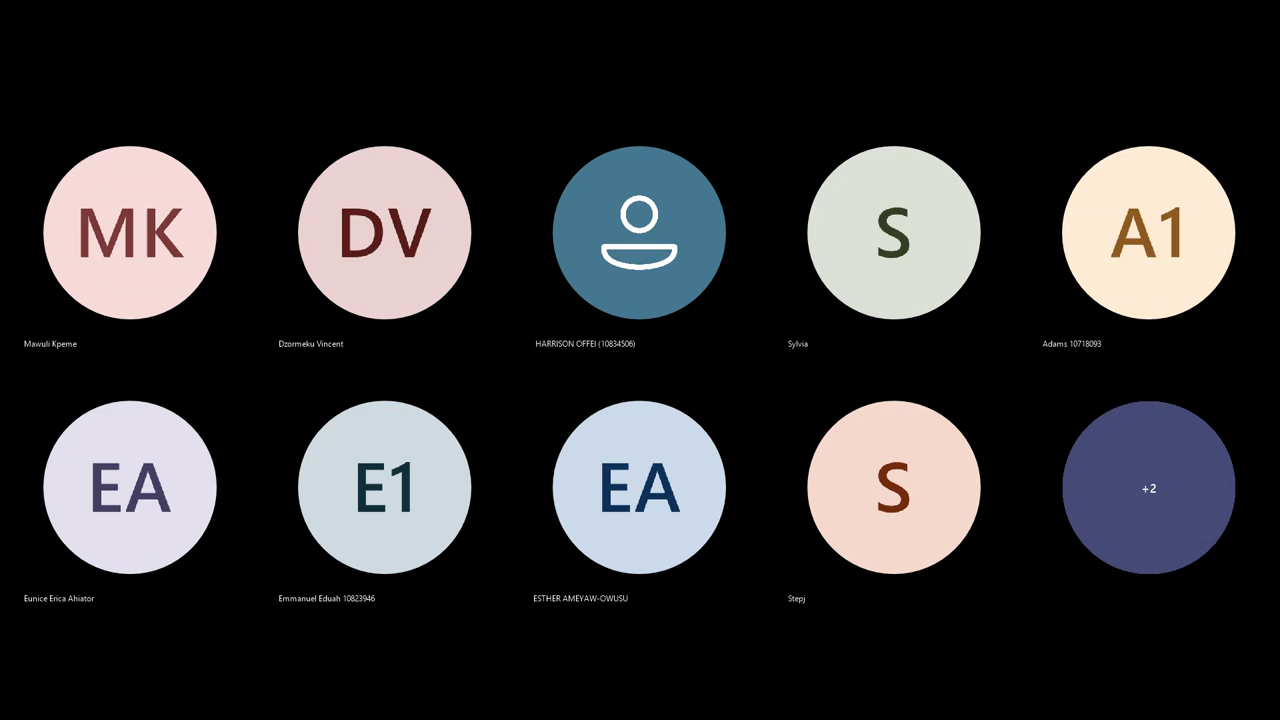 MK
DV
S
A1
Mawuli Kpeme
Dzormeku Vincent
HARRISON OFFEI (10834506)
Sylvia
Adams 10718093
EA
E1
EA
S
+2
Eunice Erica Ahiator
Emmanuel Eduah 10823946
ESTHER AMEYAW-OWUSU
Stepj